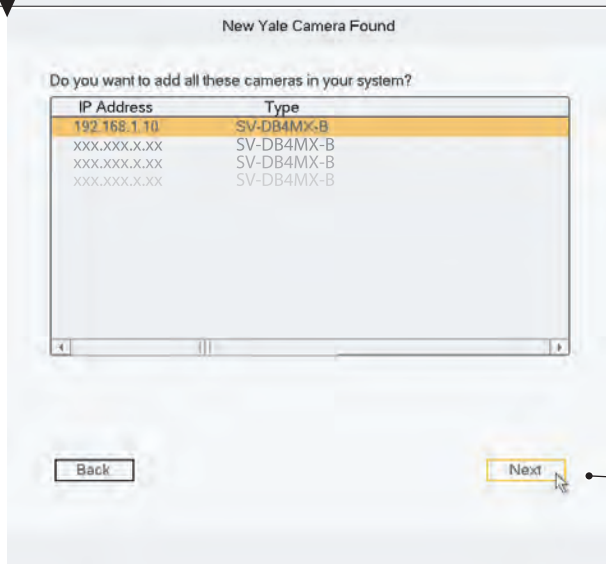 New Yale Camera Found
Do you want to add all these cameras in your system?
IP Address Type
192.168.1.10 SV-DB4MX-B
xxx.xxx.x.xx SV-DB4MX-B
xxx.xxx.x.xx SV-DB4MX-B
xxx.xxx.x.xx SV-DB4MX-B
Back Next